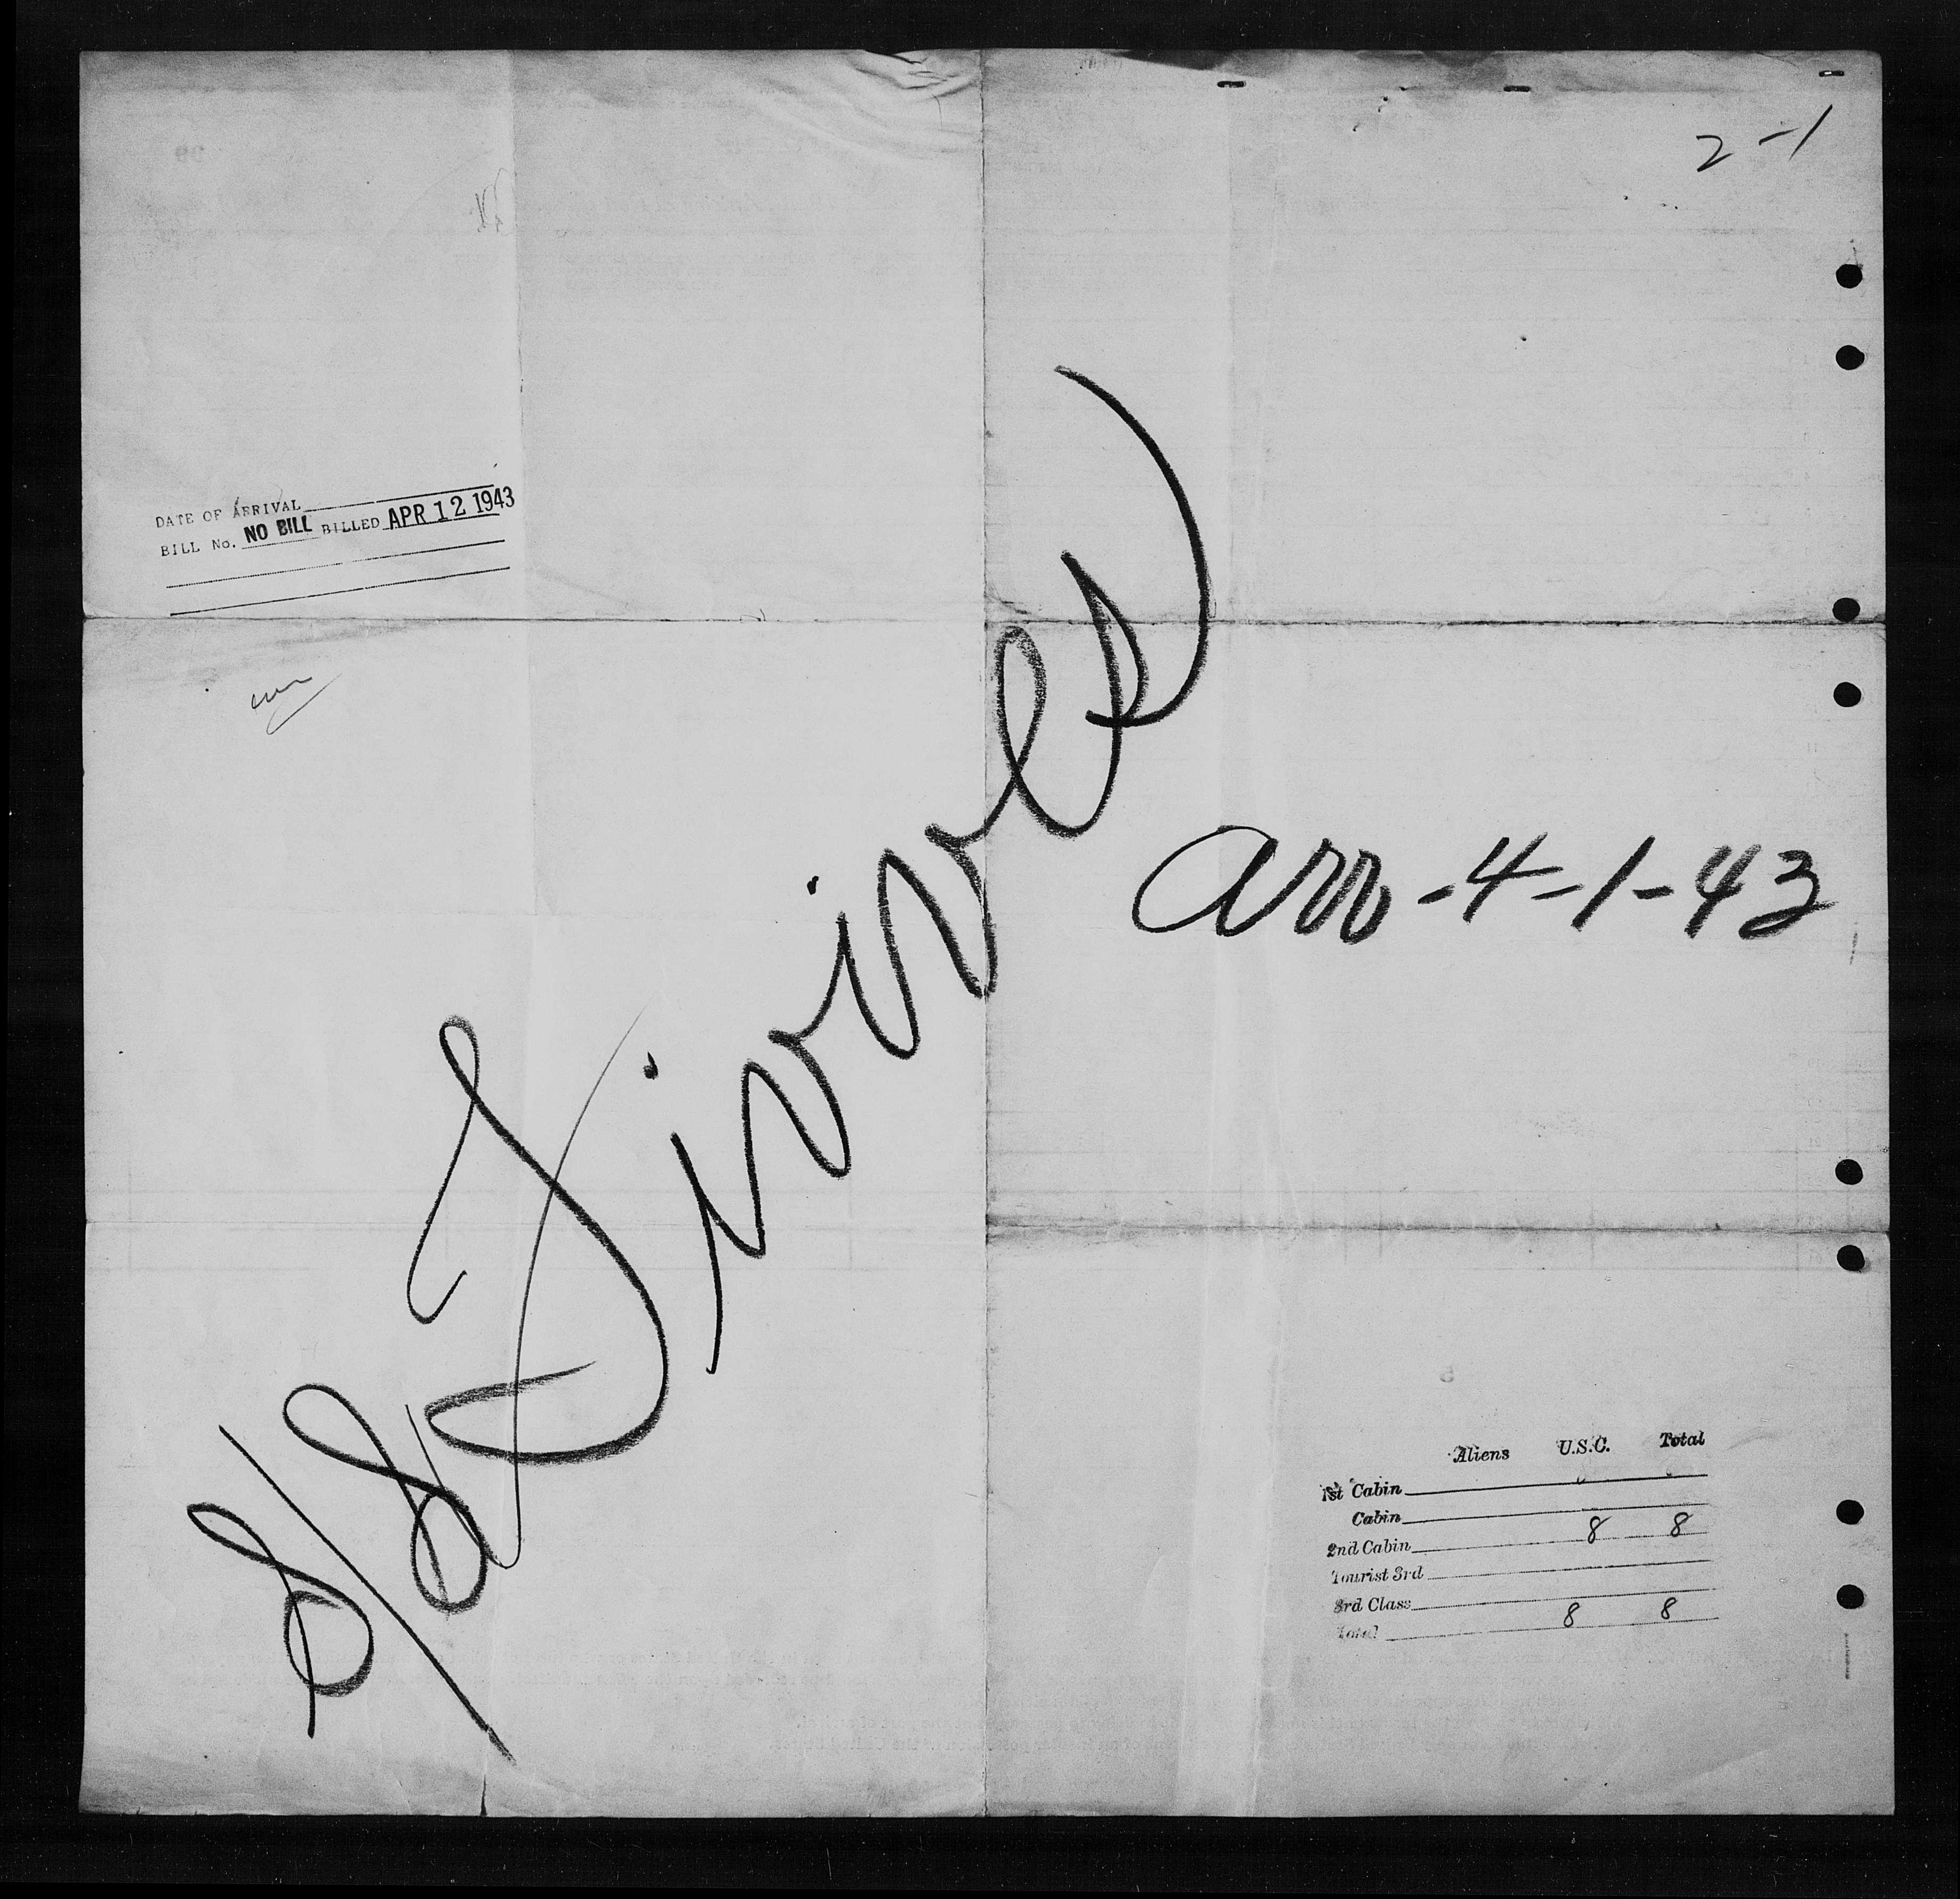 2-1
DATE OF ARRIVAL
BILL No. NO BILL BILLED APR 12 1943
S/S Sivives
Arr-4-1-43
Aliens U.S.C. Total
1st Cabin
Cabin
2nd Cabin 8 8
Tourist 3rd
3rd Class
Total 8 8